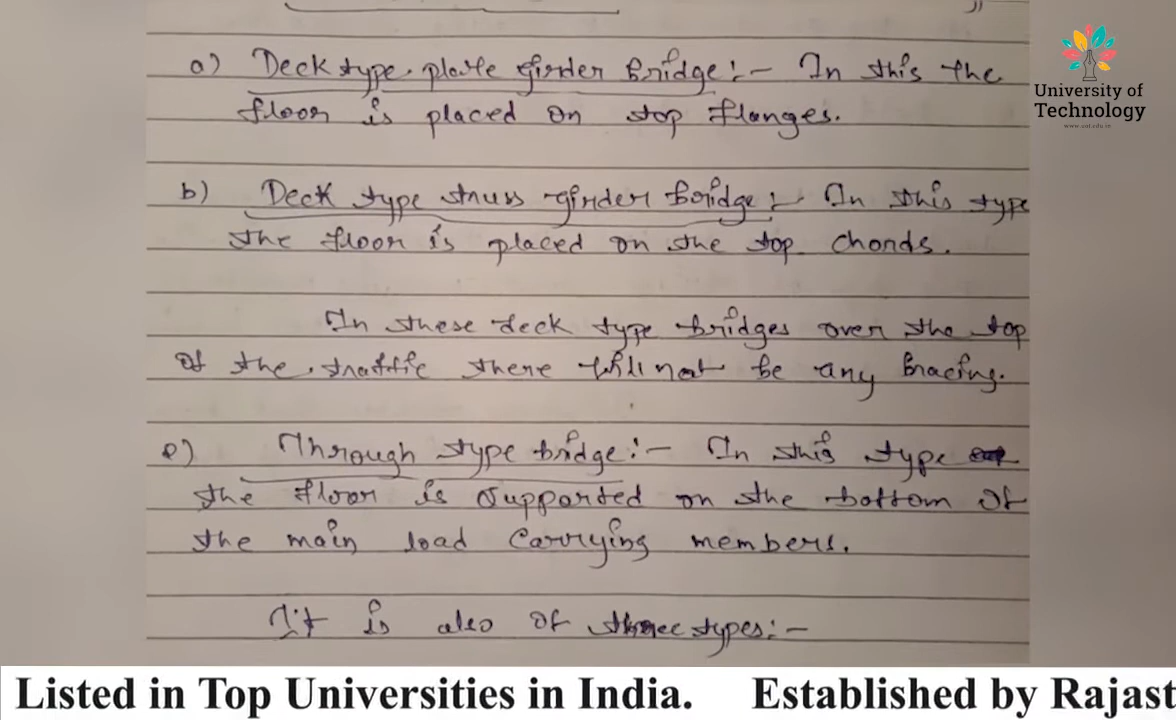 a) Deck type plate girder bridge :- In this the
floor is placed on top flanges.
b) Deck type truss girder bridge :- In this type
the floor is placed on the top chords.
In these deck type bridges over the top
of the traffic there will not be any bracing.
e) Through type bridge :- In this type
the floor is supported on the bottom of
the main load carrying members.
It is also of three types :-
University of
Technology
www.uot.edu.in
Listed in Top Universities in India. Established by Rajast